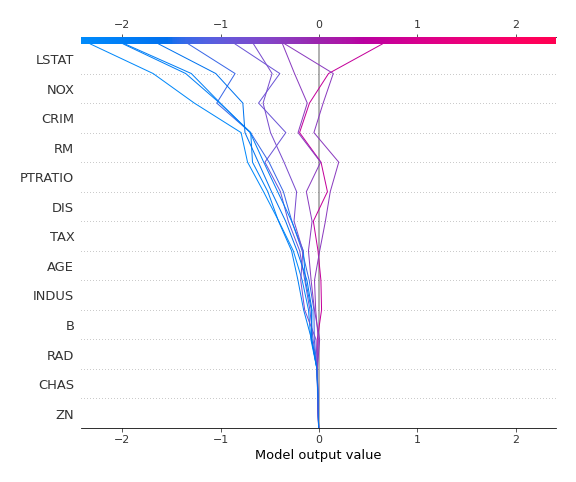 −2 −1 0 1 2
LSTAT
NOX
CRIM
RM
PTRATIO
DIS
TAX
AGE
INDUS
B
RAD
CHAS
ZN
−2 −1 0 1 2
Model output value